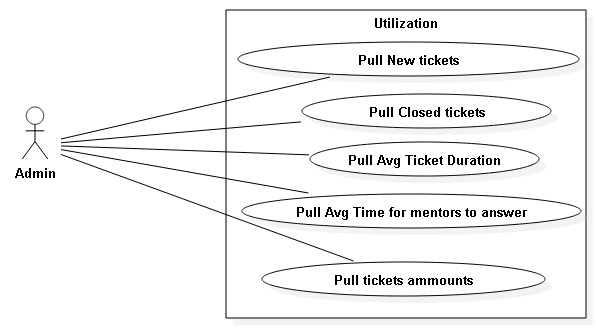 Utilization
Pull New tickets
Pull Closed tickets
Pull Avg Ticket Duration
Admin
Pull Avg Time for mentors to answer
Pull tickets ammounts